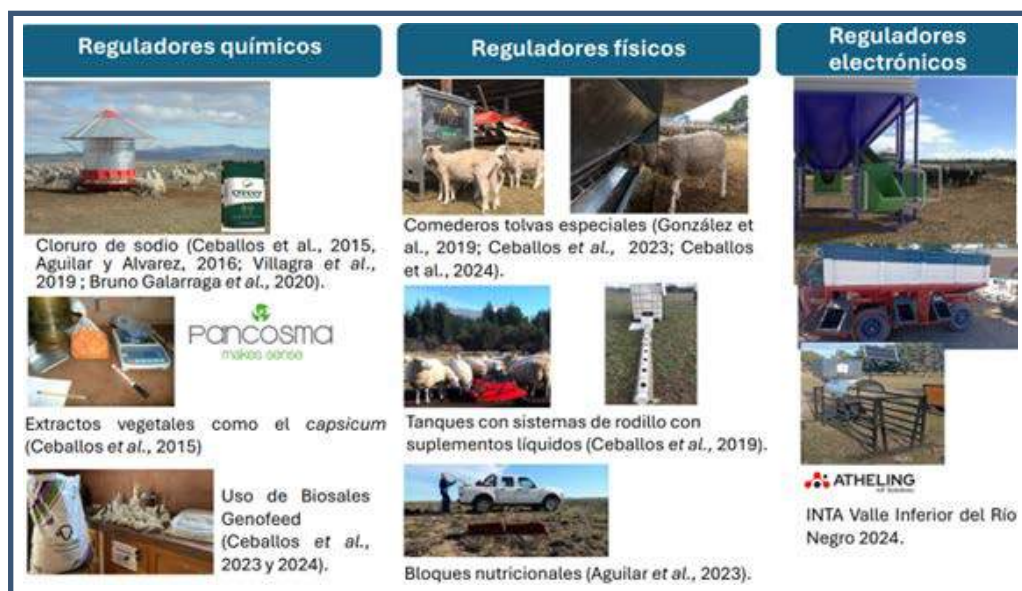 Reguladores químicos
Cloruro de sodio (Ceballos et al., 2015,
Aguilar y Alvarez, 2016; Villagra et al.,
2019 ; Bruno Galarraga et al., 2020).
PANCOSMA
makes sense
Extractos vegetales como el capsicum
(Ceballos et al., 2015)
Uso de Biosales
Genofeed
(Ceballos et al.,
2023 y 2024).
Reguladores físicos
Comederos tolvas especiales (González et
al., 2019; Ceballos et al., 2023; Ceballos
et al., 2024).
Tanques con sistemas de rodillo con
suplementos líquidos (Ceballos et al., 2019).
Bloques nutricionales (Aguilar et al., 2023).
Reguladores
electrónicos
ATHELING
INTA Valle Inferior del Río
Negro 2024.